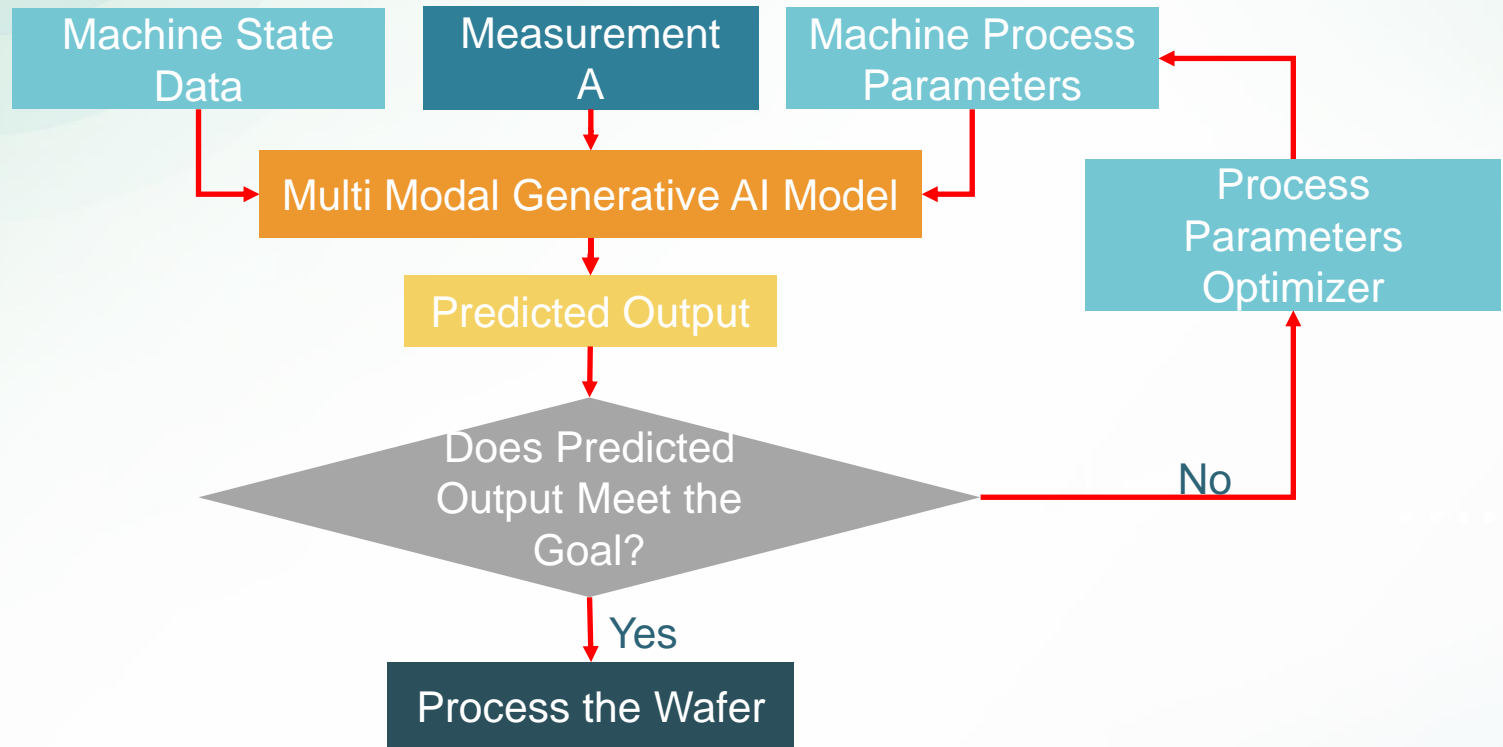 Machine State
Data
Measurement
A
Machine Process
Parameters
Multi Modal Generative AI Model
Process
Parameters
Optimizer
Predicted Output
Does Predicted
Output Meet the
Goal?
No
Yes
Process the Wafer